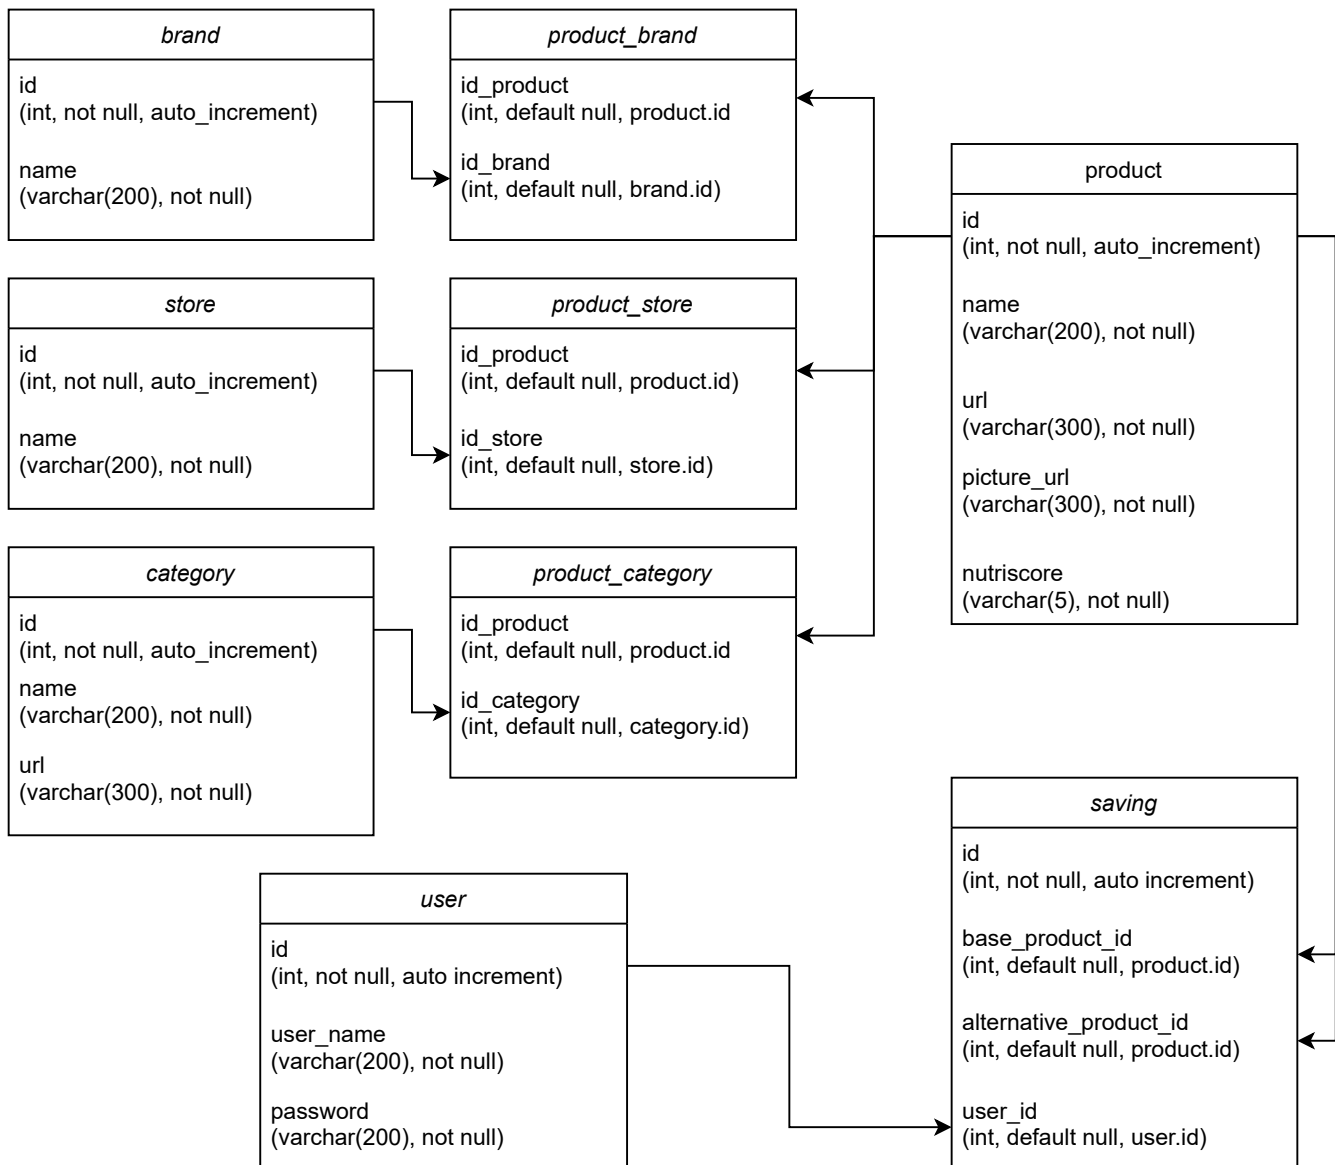 brand
id
(int, not null, auto_increment)
name
(varchar(200), not null)
product_brand
id_product
(int, default null, product.id
id_brand
(int, default null, brand.id)
product
id
(int, not null, auto_increment)
name
(varchar(200), not null)
url
(varchar(300), not null)
picture_url
(varchar(300), not null)
nutriscore
(varchar(5), not null)
store
id
(int, not null, auto_increment)
name
(varchar(200), not null)
product_store
id_product
(int, default null, product.id)
id_store
(int, default null, store.id)
category
id
(int, not null, auto_increment)
name
(varchar(200), not null)
url
(varchar(300), not null)
product_category
id_product
(int, default null, product.id
id_category
(int, default null, category.id)
saving
id
(int, not null, auto increment)
base_product_id
(int, default null, product.id)
alternative_product_id
(int, default null, product.id)
user_id
(int, default null, user.id)
user
id
(int, not null, auto increment)
user_name
(varchar(200), not null)
password
(varchar(200), not null)